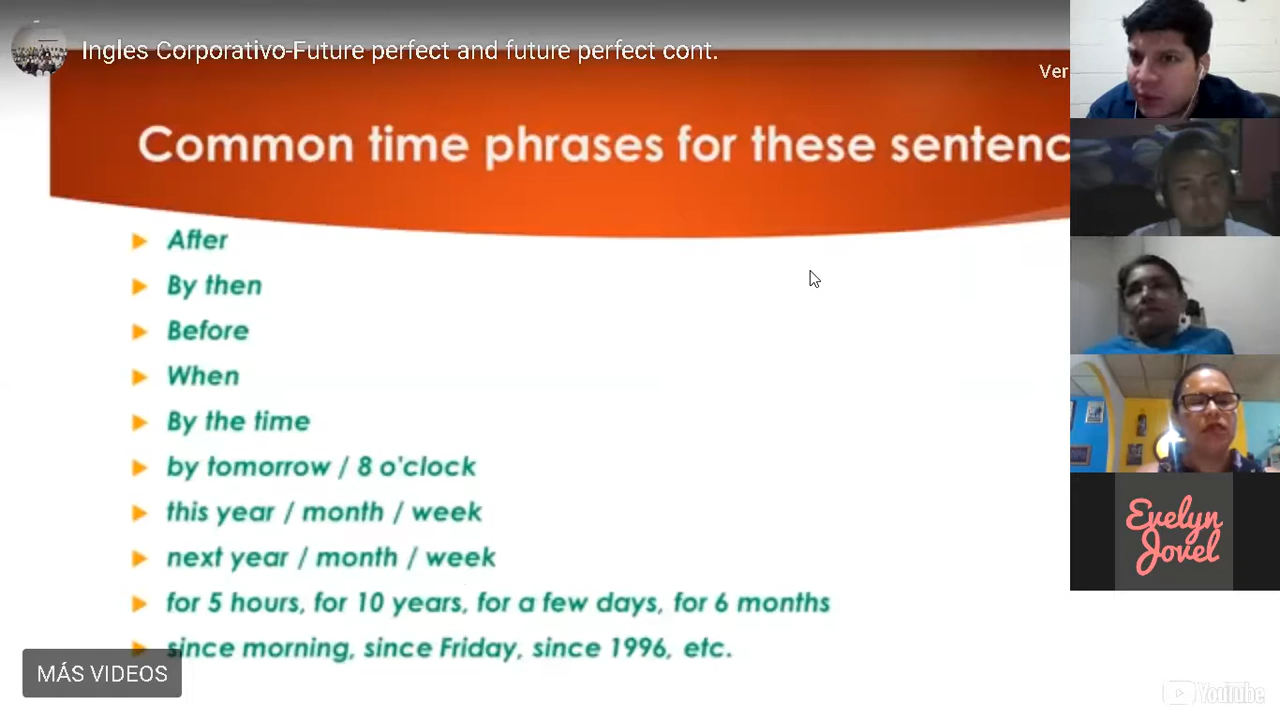 Ingles Corporativo-Future perfect and future perfect cont.
Ver
Common time phrases for these sentenc
After
By then
Before
When
By the time
by tomorrow / 8 o'clock
this year / month / week
next year / month / week
for 5 hours, for 10 years, for a few days, for 6 months
since morning, since Friday, since 1996, etc.
MÁS VIDEOS
Evelyn
Jovel
YouTube